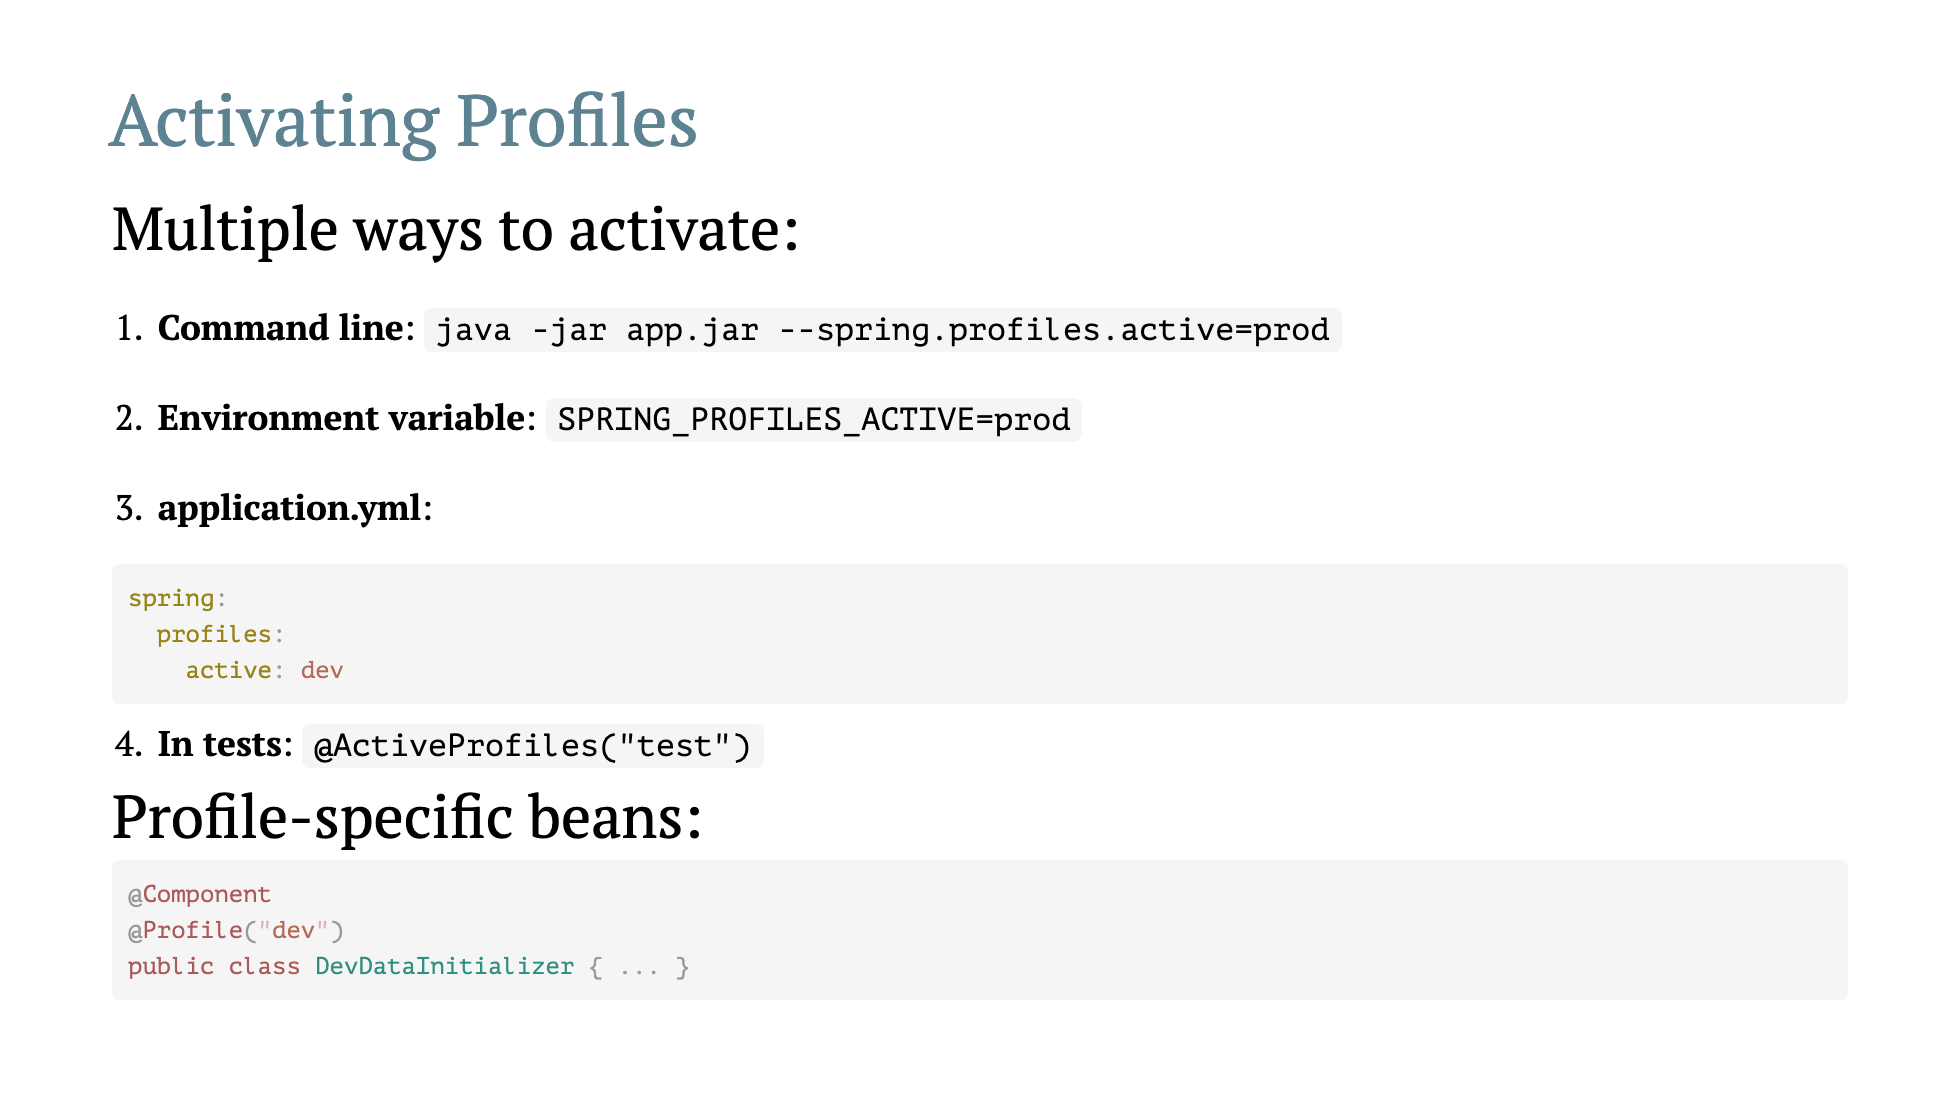 Activating Profiles
Multiple ways to activate:
1. Command line: java -jar app.jar --spring.profiles.active=prod
2. Environment variable: SPRING_PROFILES_ACTIVE=prod
3. application.yml:
spring:
  profiles:
    active: dev
4. In tests: @ActiveProfiles("test")
Profile-specific beans:
@Component
@Profile("dev")
public class DevDataInitializer { ... }